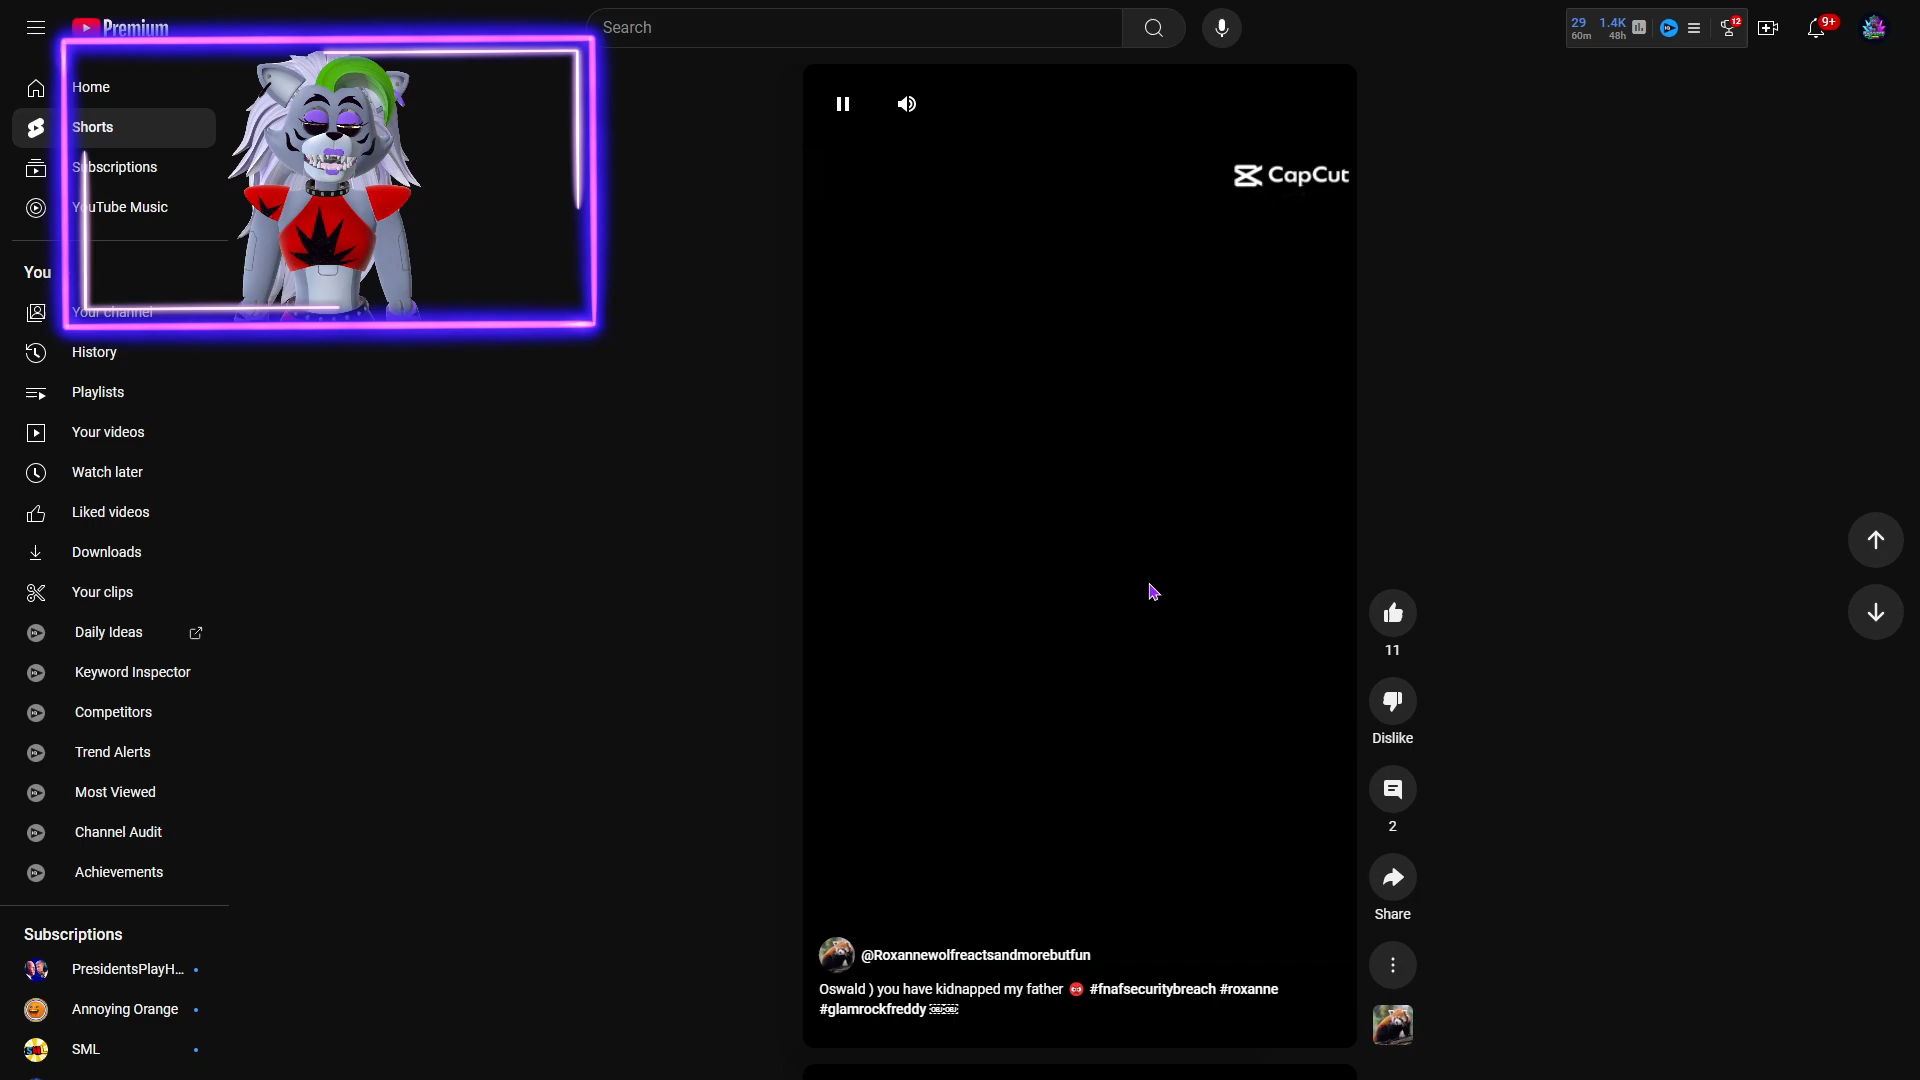 Premium
Search
29
60m
1.4K
48h
12
9+
Home
Shorts
Subscriptions
YouTube Music
You
Your channel
History
Playlists
Your videos
Watch later
Liked videos
Downloads
Your clips
Daily Ideas
Keyword Inspector
Competitors
Trend Alerts
Most Viewed
Channel Audit
Achievements
Subscriptions
PresidentsPlayH...
Annoying Orange
SML
CapCut
@Roxannewolfreactsandmorebutfun
Oswald ) you have kidnapped my father 😡 #fnafsecuritybreach #roxanne
#glamrockfreddy
11
Dislike
2
Share